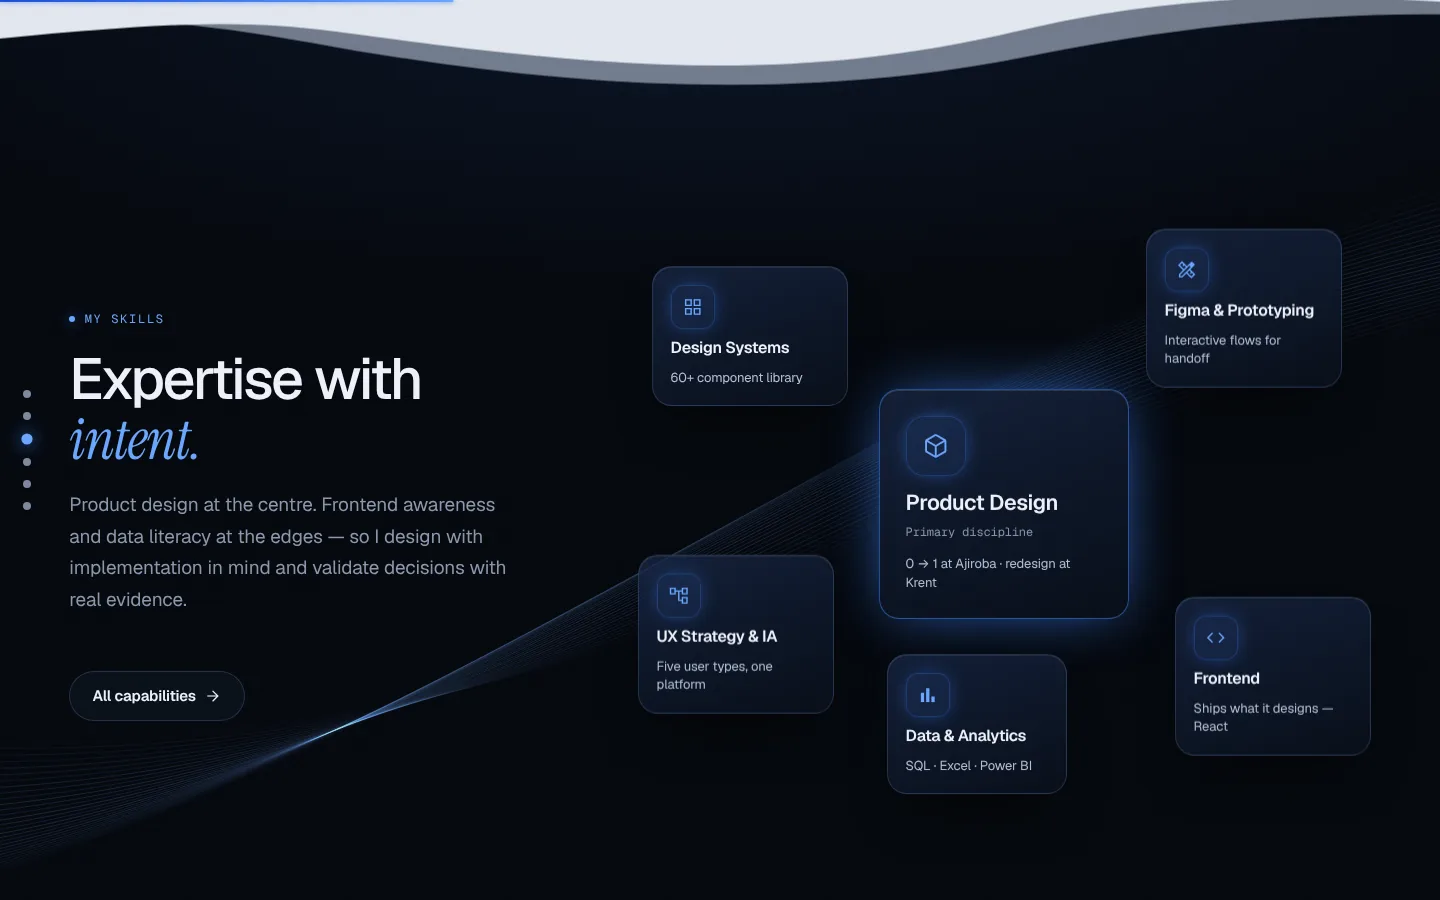 MY SKILLS
Expertise with
intent.
Product design at the centre. Frontend awareness
and data literacy at the edges — so I design with
implementation in mind and validate decisions with
real evidence.
All capabilities →
Design Systems
60+ component library
Figma & Prototyping
Interactive flows for
handoff
Product Design
Primary discipline
0 → 1 at Ajiroba · redesign at
Krent
UX Strategy & IA
Five user types, one
platform
Data & Analytics
SQL · Excel · Power BI
Frontend
Ships what it designs —
React